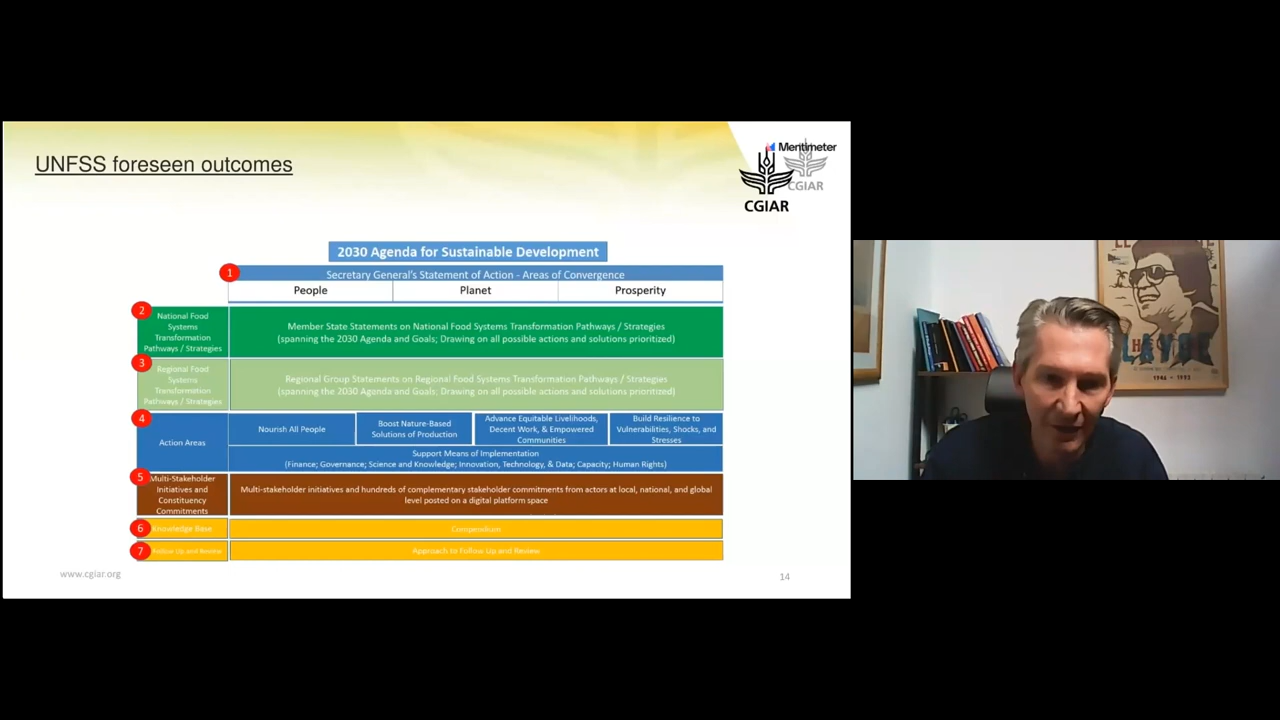 UNFSS foreseen outcomes
Mentimeter
CGIAR
CGIAR
2030 Agenda for Sustainable Development
1
Secretary General's Statement of Action - Areas of Convergence
People
Planet
Prosperity
2
National Food
Systems
Transformation
Pathways / Strategies
Member State Statements on National Food Systems Transformation Pathways / Strategies
(spanning the 2030 Agenda and Goals; Drawing on all possible actions and solutions prioritized)
3
Regional Food
Systems
Transformation
Pathways / Strategies
Regional Group Statements on Regional Food Systems Transformation Pathways / Strategies
(spanning the 2030 Agenda and Goals; Drawing on all possible actions and solutions prioritized)
4
Action Areas
Nourish All People
Boost Nature-Based
Solutions of Production
Advance Equitable Livelihoods,
Decent Work, & Empowered
Communities
Build Resilience to
Vulnerabilities, Shocks, and
Stresses
Support Means of Implementation
(Finance; Governance; Science and Knowledge; Innovation, Technology, & Data; Capacity; Human Rights)
5
Multi-Stakeholder
Initiatives and
Constituency
Commitments
Multi-stakeholder initiatives and hundreds of complementary stakeholder commitments from actors at local, national, and global
level posted on a digital platform space
6
Knowledge Base
Compendium
7
Follow Up and Review
Approach to Follow Up and Review
www.cgiar.org
14
1946 - 1993